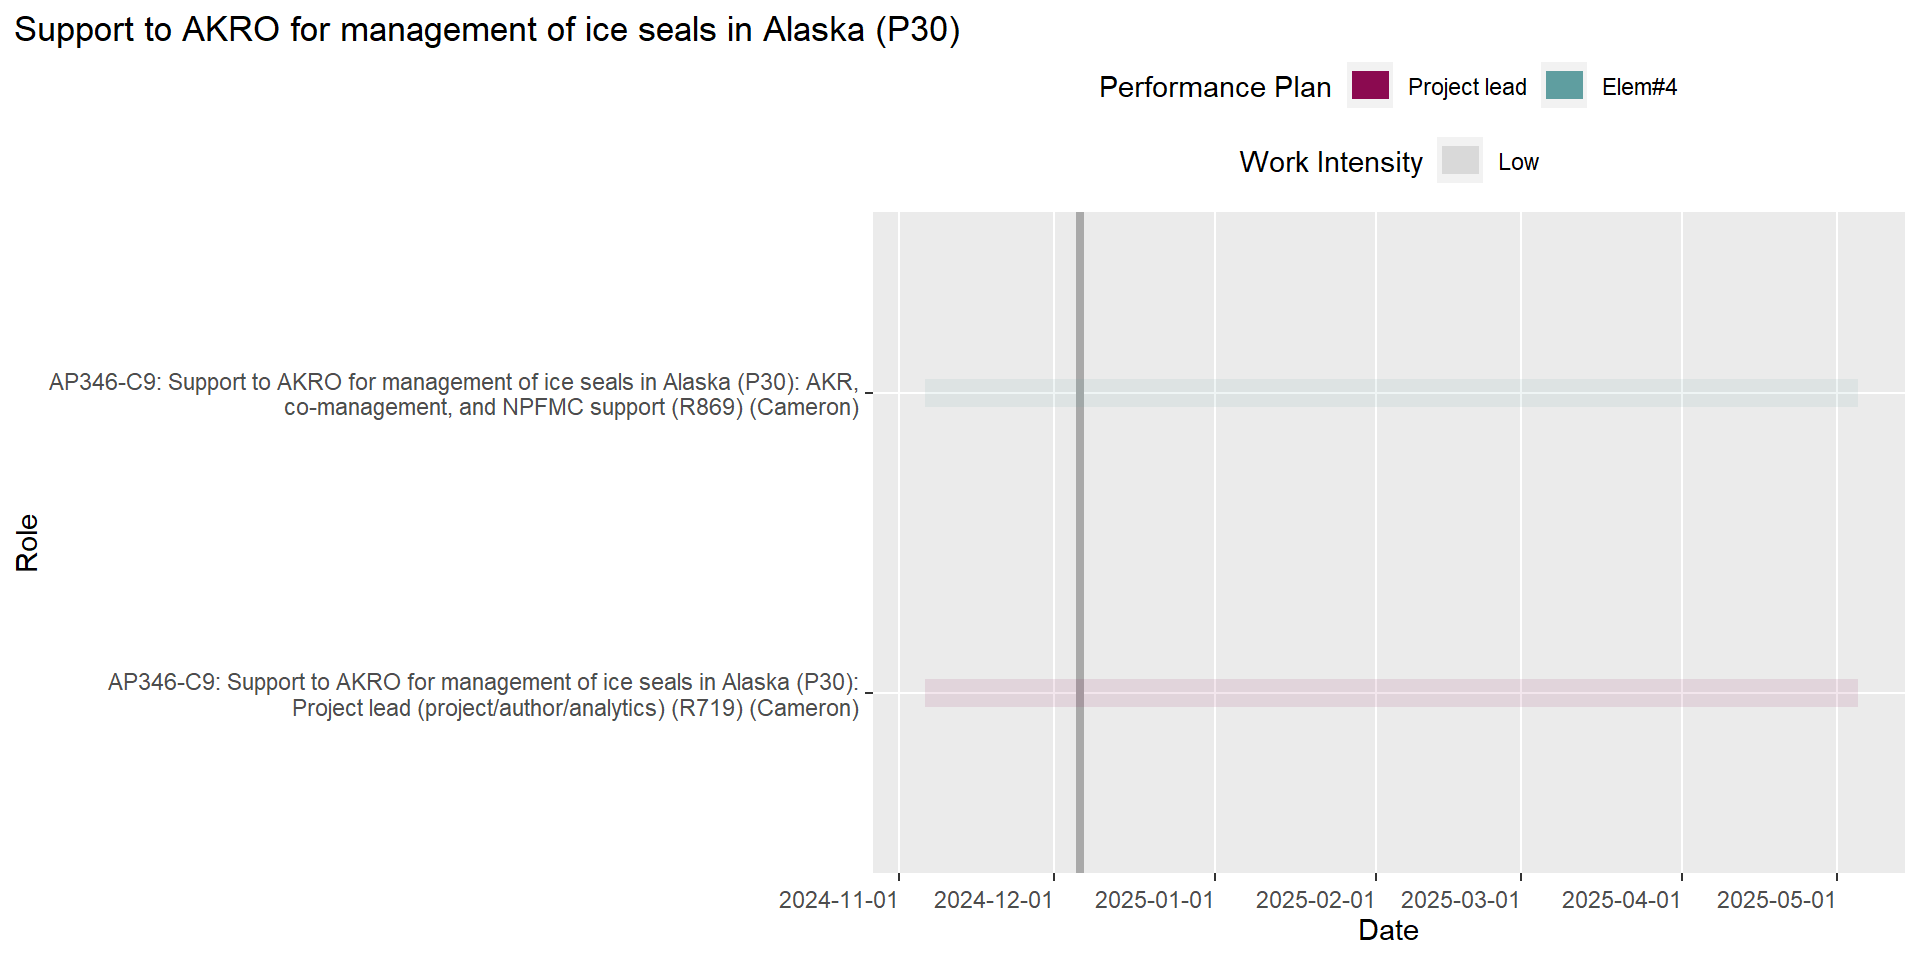 Support to AKRO for management of ice seals in Alaska (P30)
Performance Plan Project lead Elem#4
Work Intensity Low
AP346-C9: Support to AKRO for management of ice seals in Alaska (P30): AKR,
co-management, and NPFMC support (R869) (Cameron)
Role
AP346-C9: Support to AKRO for management of ice seals in Alaska (P30):
Project lead (project/author/analytics) (R719) (Cameron)
2024-11-01 2024-12-01 2025-01-01 2025-02-01 2025-03-01 2025-04-01 2025-05-01
Date